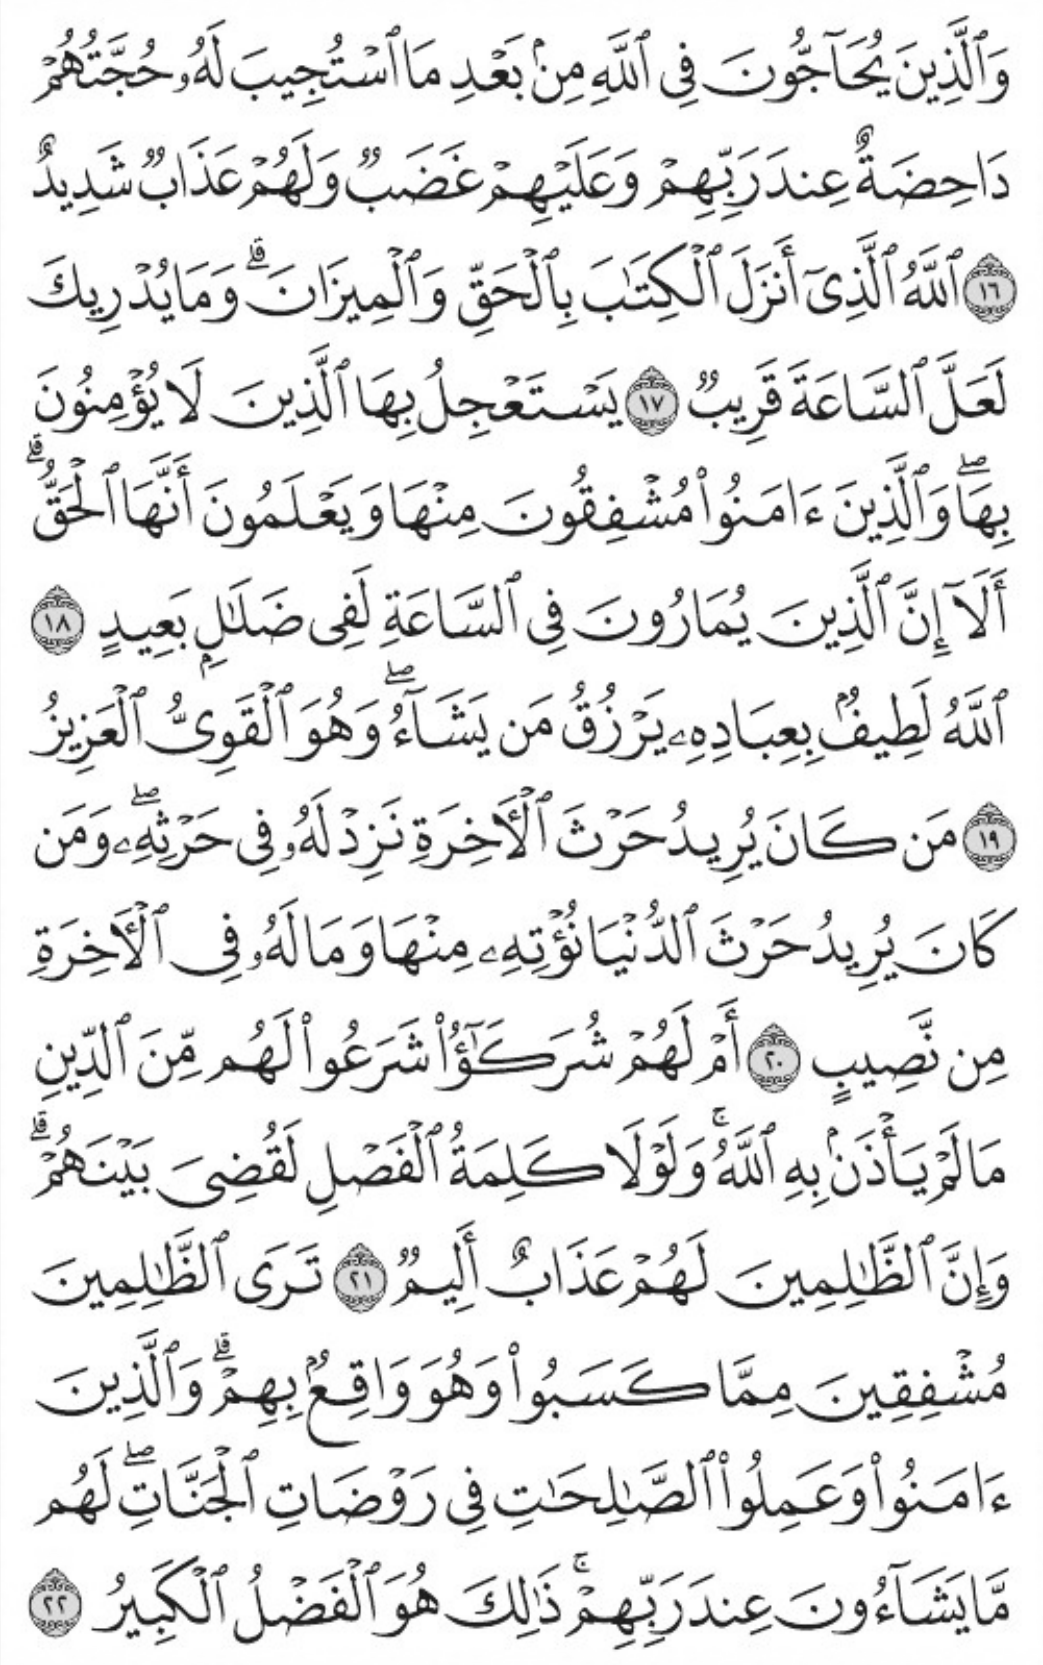 وَٱلَّذِينَ يُحَآجُّونَ فِى ٱللَّهِ مِنۢ بَعْدِ مَا ٱسْتُجِيبَ لَهُۥ حُجَّتُهُمْ
دَاحِضَةٌ عِندَ رَبِّهِمْ وَعَلَيْهِمْ غَضَبٌ وَلَهُمْ عَذَابٌ شَدِيدٌ
١٦ ٱللَّهُ ٱلَّذِىٓ أَنزَلَ ٱلْكِتَٰبَ بِٱلْحَقِّ وَٱلْمِيزَانَ ۗ وَمَا يُدْرِيكَ
لَعَلَّ ٱلسَّاعَةَ قَرِيبٌ ١٧ يَسْتَعْجِلُ بِهَا ٱلَّذِينَ لَا يُؤْمِنُونَ
بِهَا ۖ وَٱلَّذِينَ ءَامَنُوا۟ مُشْفِقُونَ مِنْهَا وَيَعْلَمُونَ أَنَّهَا ٱلْحَقُّ ۗ
أَلَآ إِنَّ ٱلَّذِينَ يُمَارُونَ فِى ٱلسَّاعَةِ لَفِى ضَلَٰلٍۭ بَعِيدٍ ١٨
ٱللَّهُ لَطِيفٌۢ بِعِبَادِهِۦ يَرْزُقُ مَن يَشَآءُ ۖ وَهُوَ ٱلْقَوِىُّ ٱلْعَزِيزُ
١٩ مَن كَانَ يُرِيدُ حَرْثَ ٱلْءَاخِرَةِ نَزِدْ لَهُۥ فِى حَرْثِهِۦ ۖ وَمَن
كَانَ يُرِيدُ حَرْثَ ٱلدُّنْيَا نُؤْتِهِۦ مِنْهَا وَمَا لَهُۥ فِى ٱلْءَاخِرَةِ
مِن نَّصِيبٍ ٢٠ أَمْ لَهُمْ شُرَكَٰٓؤُا۟ شَرَعُوا۟ لَهُم مِّنَ ٱلدِّينِ
مَا لَمْ يَأْذَنۢ بِهِ ٱللَّهُ ۚ وَلَوْلَا كَلِمَةُ ٱلْفَصْلِ لَقُضِىَ بَيْنَهُمْ ۗ
وَإِنَّ ٱلظَّٰلِمِينَ لَهُمْ عَذَابٌ أَلِيمٌ ٢١ تَرَى ٱلظَّٰلِمِينَ
مُشْفِقِينَ مِمَّا كَسَبُوا۟ وَهُوَ وَاقِعٌۢ بِهِمْ ۗ وَٱلَّذِينَ
ءَامَنُوا۟ وَعَمِلُوا۟ ٱلصَّٰلِحَٰتِ فِى رَوْضَاتِ ٱلْجَنَّاتِ ۖ لَهُم
مَّا يَشَآءُونَ عِندَ رَبِّهِمْ ۚ ذَٰلِكَ هُوَ ٱلْفَضْلُ ٱلْكَبِيرُ ٢٢